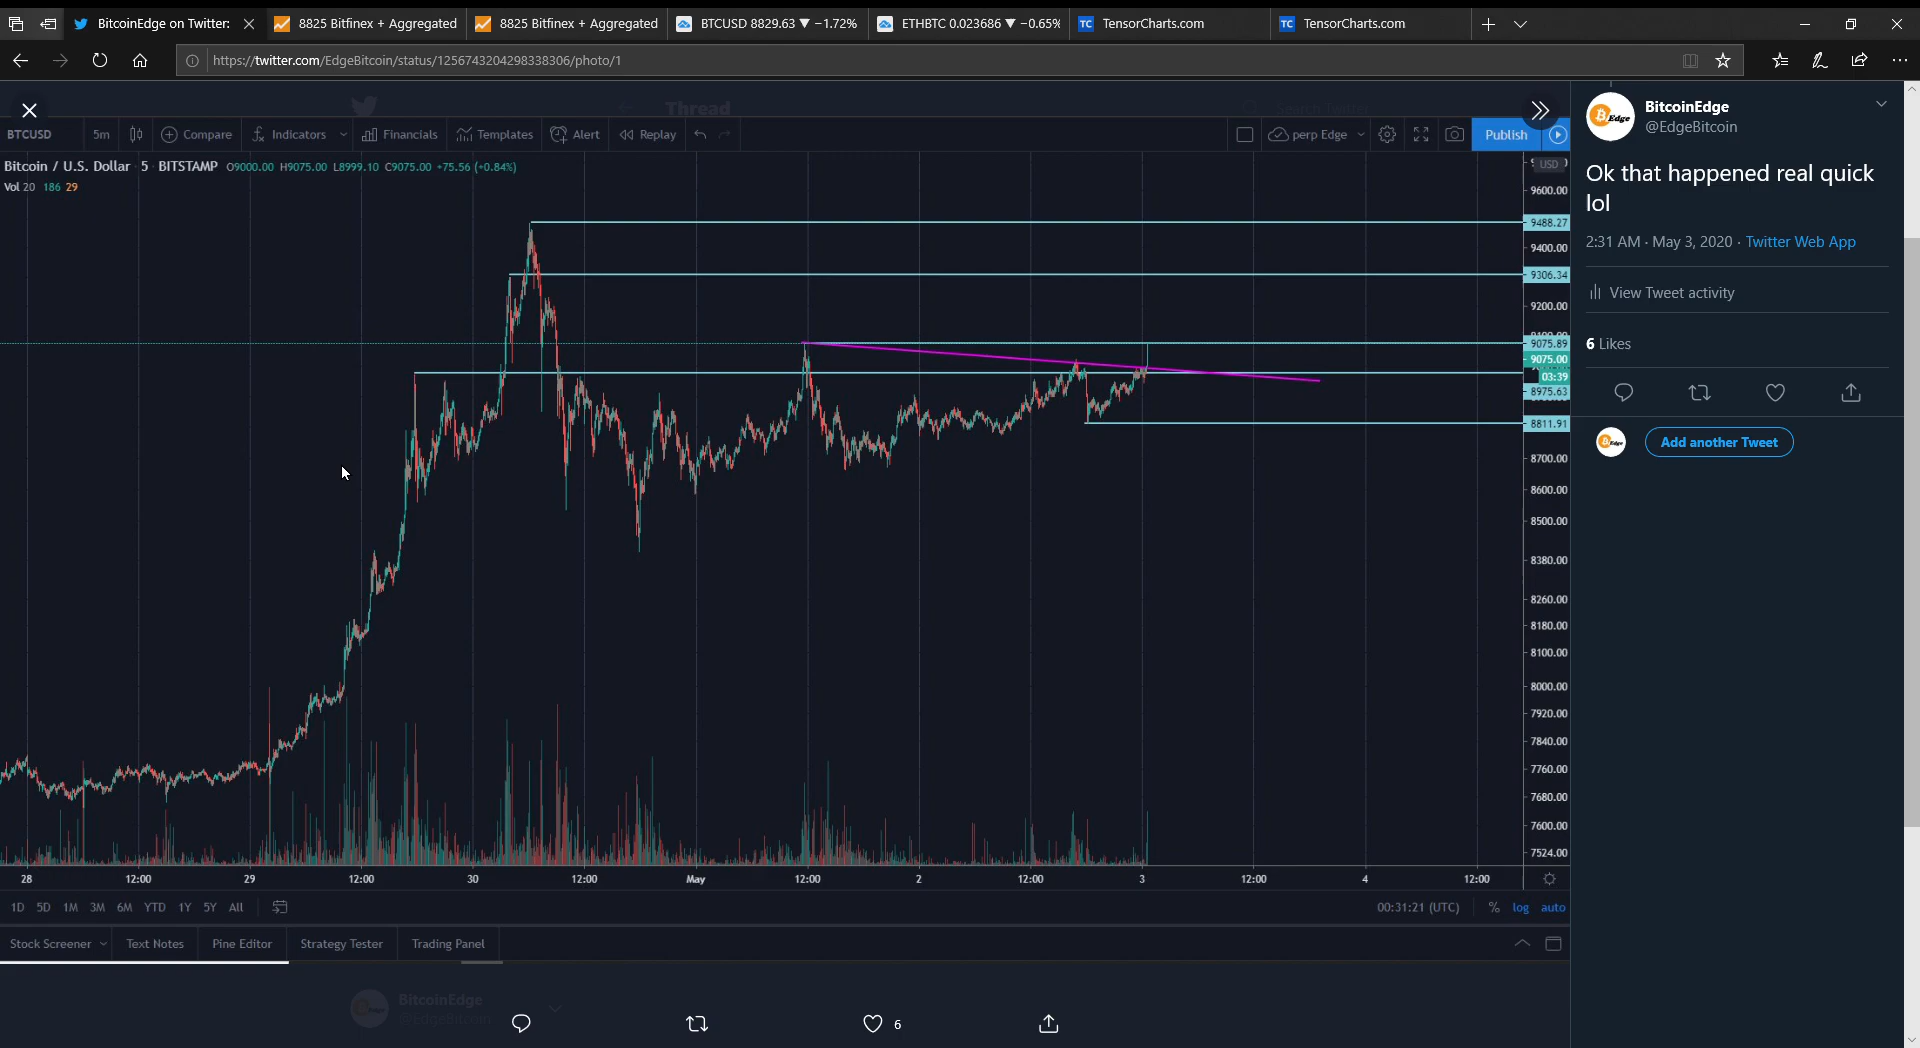 BitcoinEdge on Twitter:
8825 Bitfinex + Aggregated
8825 Bitfinex + Aggregated
BTCUSD 8829.63 ▼ −1.72%
ETHBTC 0.023686 ▼ −0.65%
TC TensorCharts.com
TC TensorCharts.com
https://twitter.com/EdgeBitcoin/status/1256743204298338306/photo/1
Thread
BTCUSD 5m Compare Indicators Financials Templates Alert Replay perp Edge Publish
Bitcoin / U.S. Dollar 5 BITSTAMP O9000.00 H9075.00 L8999.10 C9075.00 +75.56 (+0.84%)
Vol 20 186 29
USD
9600.00
9488.27
9400.00
9306.34
9200.00
9075.89
9075.00
03:39
8975.63
8811.91
8700.00
8600.00
8500.00
8380.00
8260.00
8180.00
8100.00
8000.00
7920.00
7840.00
7760.00
7680.00
7600.00
7524.00
28 12:00 29 12:00 30 12:00 May 12:00 2 12:00 3 12:00 4 12:00
1D 5D 1M 3M 6M YTD 1Y 5Y All 00:31:21 (UTC) % log auto
Stock Screener Text Notes Pine Editor Strategy Tester Trading Panel
BitcoinEdge
@EdgeBitcoin
6
BitcoinEdge
@EdgeBitcoin
Ok that happened real quick
lol
2:31 AM · May 3, 2020 · Twitter Web App
View Tweet activity
6 Likes
Add another Tweet